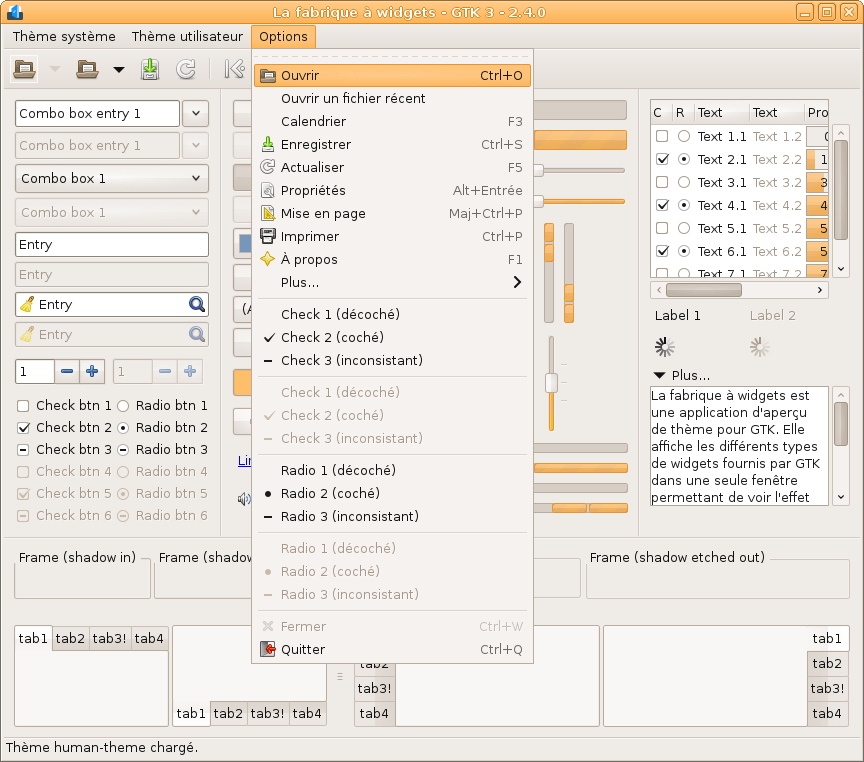 La fabrique à widgets - GTK 3 - 2.4.0
Thème système Thème utilisateur Options
Combo box entry 1
Combo box entry 1
Combo box 1
Combo box 1
Entry
Entry
Entry
Entry
1 1
Check btn 1 Radio btn 1
Check btn 2 Radio btn 2
Check btn 3 Radio btn 3
Check btn 4 Radio btn 4
Check btn 5 Radio btn 5
Check btn 6 Radio btn 6
Ouvrir Ctrl+O
Ouvrir un fichier récent
Calendrier F3
Enregistrer Ctrl+S
Actualiser F5
Propriétés Alt+Entrée
Mise en page Maj+Ctrl+P
Imprimer Ctrl+P
À propos F1
Plus...
Check 1 (décoché)
Check 2 (coché)
Check 3 (inconsistant)
Check 1 (décoché)
Check 2 (coché)
Check 3 (inconsistant)
Radio 1 (décoché)
Radio 2 (coché)
Radio 3 (inconsistant)
Radio 1 (décoché)
Radio 2 (coché)
Radio 3 (inconsistant)
Fermer Ctrl+W
Quitter Ctrl+Q
C R Text Text Pro
Text 1.1 Text 1.2 0
Text 2.1 Text 2.2 1
Text 3.1 Text 3.2 3
Text 4.1 Text 4.2 4
Text 5.1 Text 5.2 5
Text 6.1 Text 6.2 5
Text 7.1 Text 7.2 7
Label 1 Label 2
Plus...
La fabrique à widgets est
une application d'aperçu
de thème pour GTK. Elle
affiche les différents types
de widgets fournis par GTK
dans une seule fenêtre
permettant de voir l'effet
Frame (shadow in) Frame (shadow Frame (shadow etched out)
tab1 tab2 tab3! tab4
tab1 tab2 tab3! tab4
tab2
tab3!
tab4
tab1
tab2
tab3!
tab4
Thème human-theme chargé.